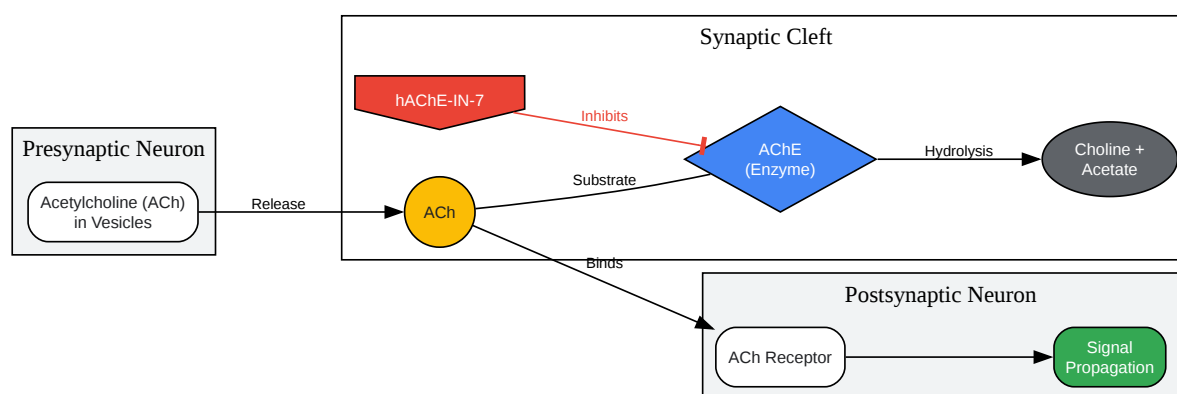 Synaptic Cleft
hAChE-IN-7
Inhibits
Presynaptic Neuron
Acetylcholine (ACh)
in Vesicles
Release
ACh
Substrate
AChE
(Enzyme)
Hydrolysis
Choline +
Acetate
Binds
Postsynaptic Neuron
ACh Receptor
Signal
Propagation